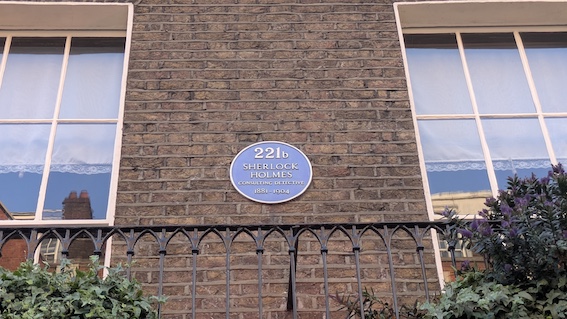 221b
SHERLOCK
HOLMES
CONSULTING DETECTIVE
1881-1904